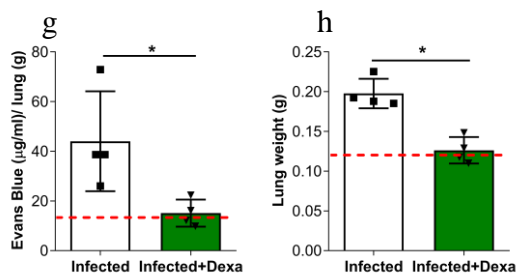 g
*
Evans Blue (µg/ml)/ lung (g)
80
60
40
20
0
Infected
Infected+Dexa
h
*
Lung weight (g)
0.25
0.20
0.15
0.10
0.05
0.00
Infected
Infected+Dexa